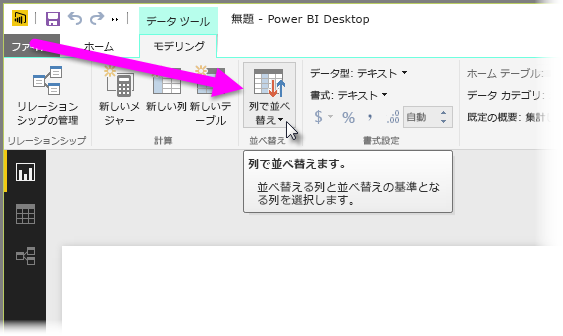 データ ツール
無題 - Power BI Desktop
ホーム
モデリング
リレーション
シップの管理
新しいメ
ジャー
新しい列
新しいテ
ーブル
列で並べ
替え
データ型: テキスト
書式: テキスト
$ % , .00 自動
ホーム テーブル:
データ カテゴリ:
既定の概要: 集計
リレーションシップ
計算
並べ替え
書式設定
列で並べ替えます。
並べ替える列と並べ替えの基準とな
る列を選択します。